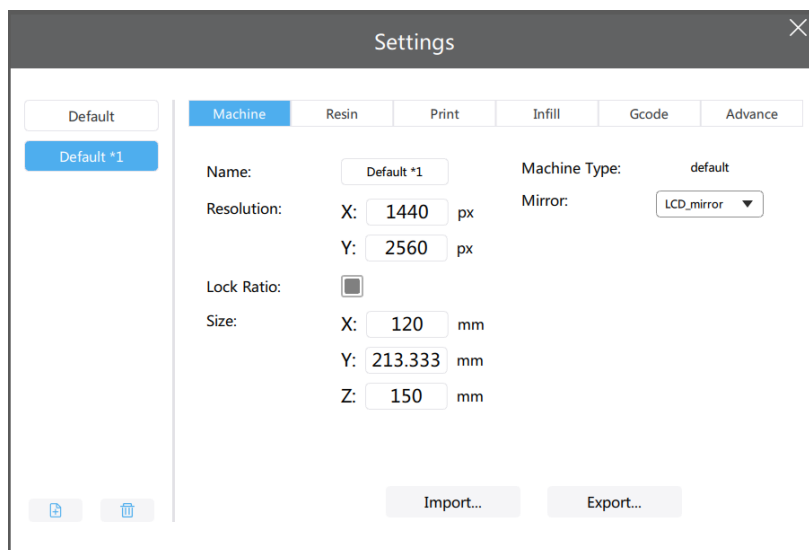 Settings
Default
Default *1
Machine Resin Print Infill Gcode Advance
Name: Default *1 Machine Type: default
Resolution: X: 1440 px Mirror: LCD_mirror
Y: 2560 px
Lock Ratio:
Size: X: 120 mm
Y: 213.333 mm
Z: 150 mm
Import... Export...